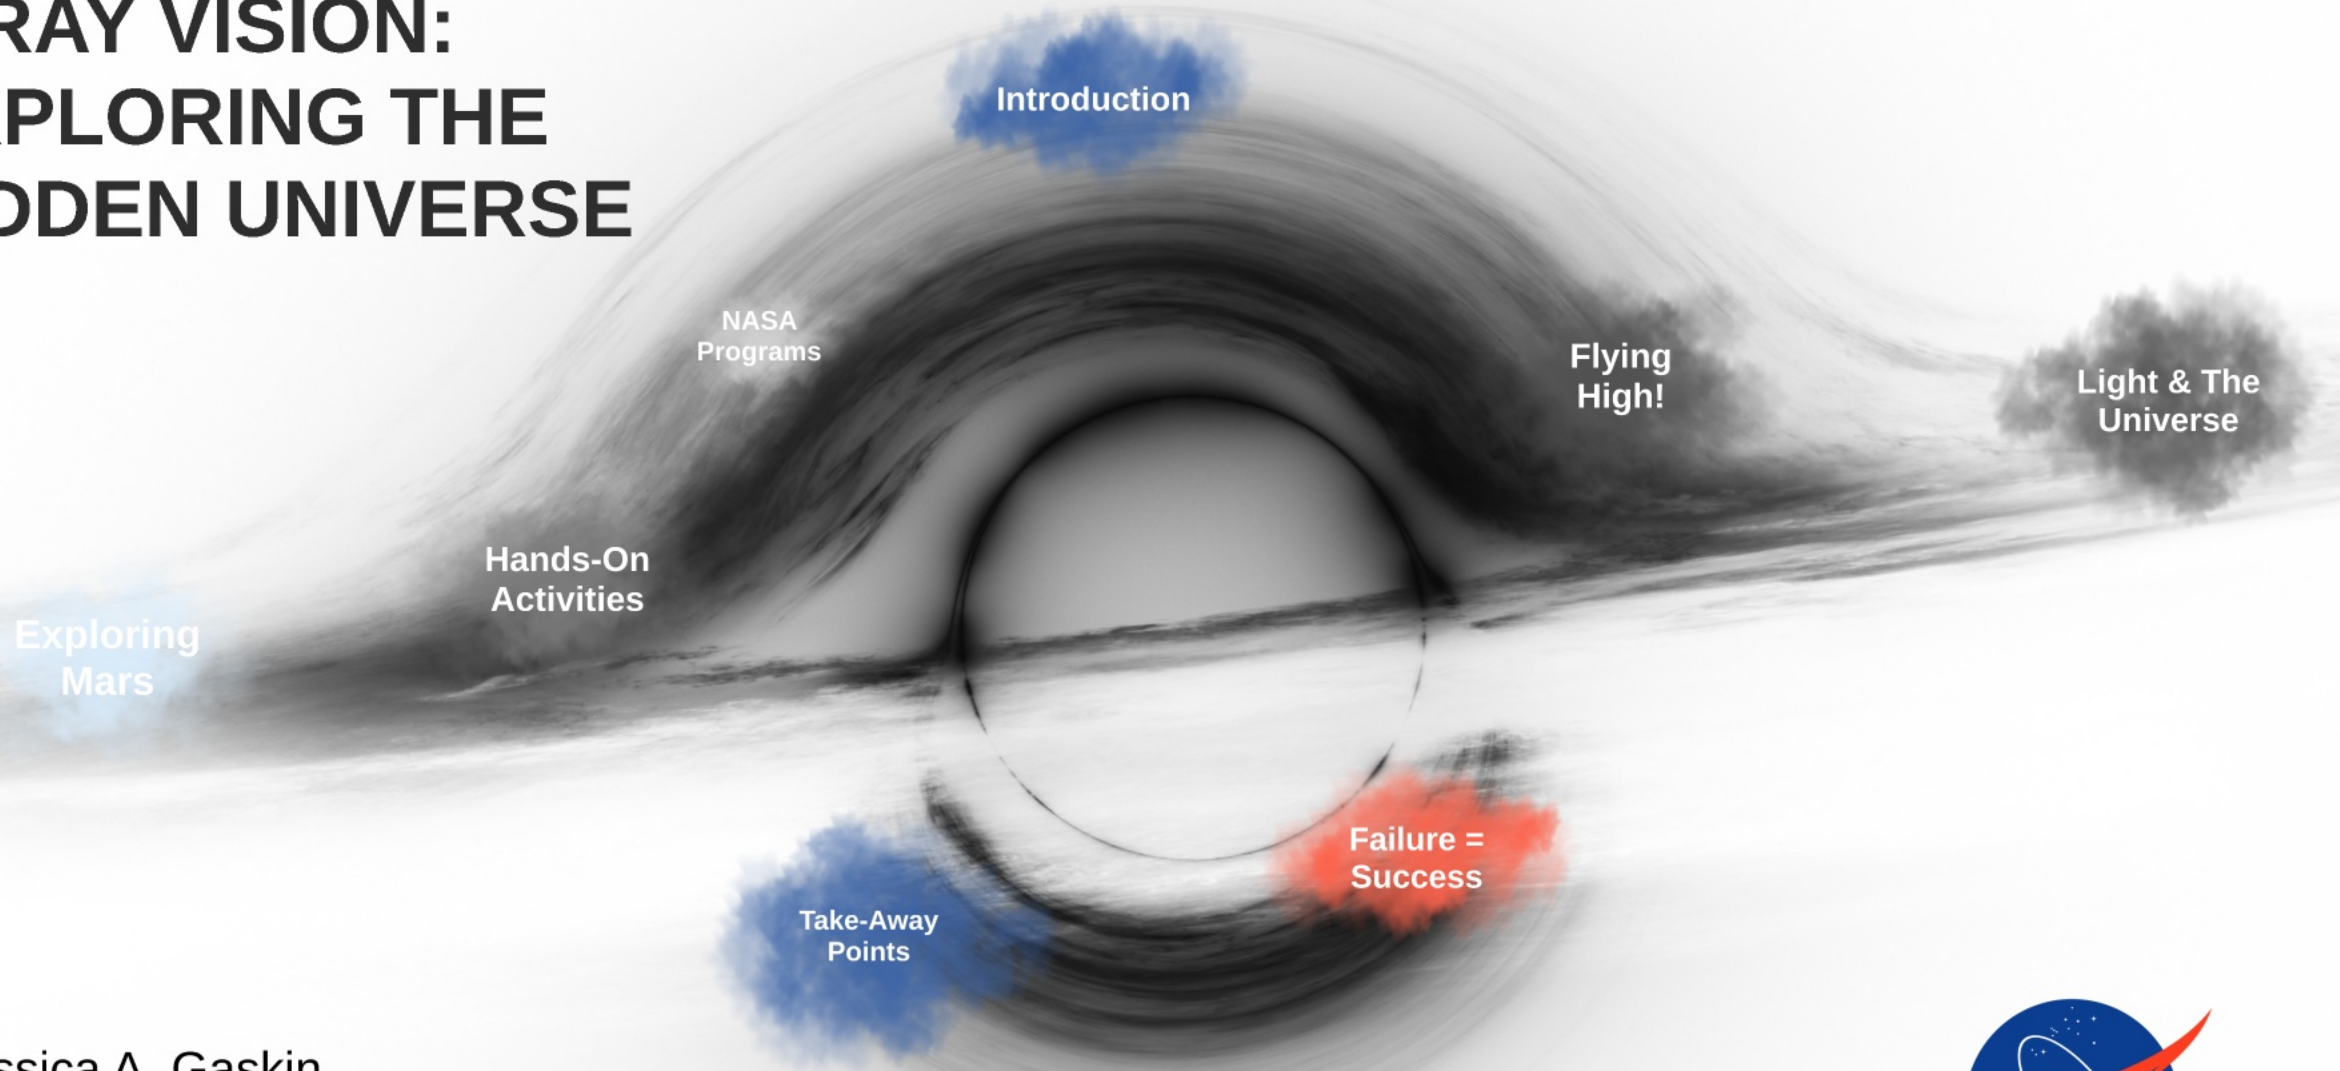 RAY VISION:
PLORING THE
DDEN UNIVERSE
Introduction
NASA
Programs
Flying
High!
Light & The
Universe
Hands-On
Activities
Exploring
Mars
Failure =
Success
Take-Away
Points
ssica A. Gaskin